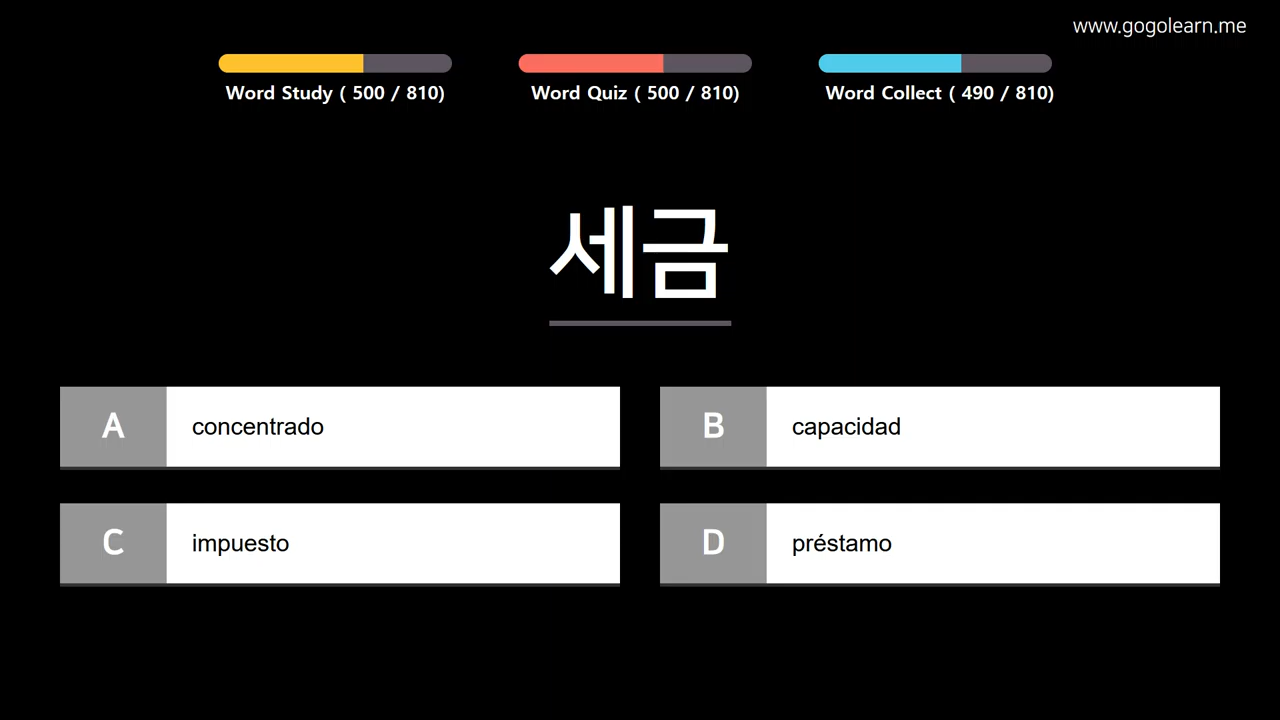 www.gogolearn.me
Word Study ( 500 / 810)
Word Quiz ( 500 / 810)
Word Collect ( 490 / 810)
세금
A concentrado
B capacidad
C impuesto
D préstamo